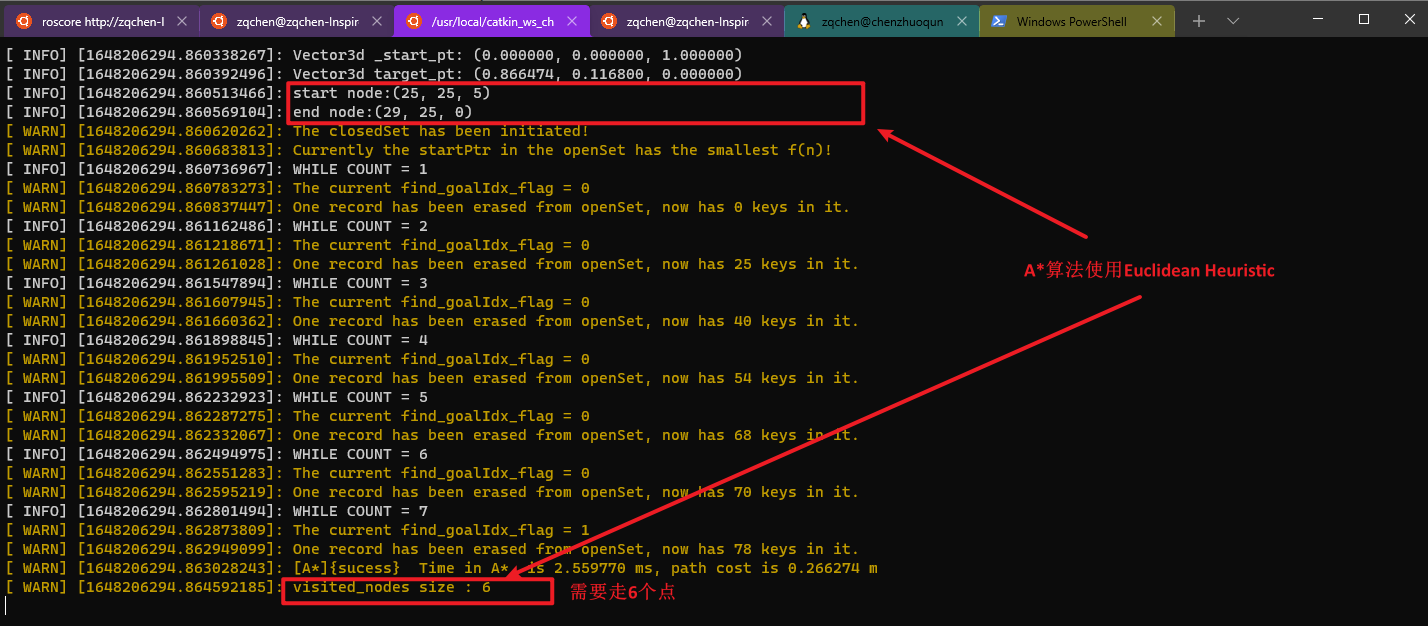 roscore http://zqchen-I
zqchen@zqchen-Inspir
/usr/local/catkin_ws_ch
zqchen@zqchen-Inspir
zqchen@chenzhuoqun
Windows PowerShell
[ INFO] [1648206294.860338267]: Vector3d _start_pt: (0.000000, 0.000000, 1.000000)
[ INFO] [1648206294.860392496]: Vector3d target_pt: (0.866474, 0.116800, 0.000000)
[ INFO] [1648206294.860513466]: start node:(25, 25, 5)
[ INFO] [1648206294.860569104]: end node:(29, 25, 0)
[ WARN] [1648206294.860620262]: The closedSet has been initiated!
[ WARN] [1648206294.860683813]: Currently the startPtr in the openSet has the smallest f(n)!
[ INFO] [1648206294.860736967]: WHILE COUNT = 1
[ WARN] [1648206294.860783273]: The current find_goalIdx_flag = 0
[ WARN] [1648206294.860837447]: One record has been erased from openSet, now has 0 keys in it.
[ INFO] [1648206294.861162486]: WHILE COUNT = 2
[ WARN] [1648206294.861218671]: The current find_goalIdx_flag = 0
[ WARN] [1648206294.861261028]: One record has been erased from openSet, now has 25 keys in it.
[ INFO] [1648206294.861547894]: WHILE COUNT = 3
[ WARN] [1648206294.861607945]: The current find_goalIdx_flag = 0
[ WARN] [1648206294.861660362]: One record has been erased from openSet, now has 40 keys in it.
[ INFO] [1648206294.861898845]: WHILE COUNT = 4
[ WARN] [1648206294.861952510]: The current find_goalIdx_flag = 0
[ WARN] [1648206294.861995509]: One record has been erased from openSet, now has 54 keys in it.
[ INFO] [1648206294.862232923]: WHILE COUNT = 5
[ WARN] [1648206294.862287275]: The current find_goalIdx_flag = 0
[ WARN] [1648206294.862332067]: One record has been erased from openSet, now has 68 keys in it.
[ INFO] [1648206294.862494975]: WHILE COUNT = 6
[ WARN] [1648206294.862551283]: The current find_goalIdx_flag = 0
[ WARN] [1648206294.862595219]: One record has been erased from openSet, now has 70 keys in it.
[ INFO] [1648206294.862801494]: WHILE COUNT = 7
[ WARN] [1648206294.862873809]: The current find_goalIdx_flag = 1
[ WARN] [1648206294.862949099]: One record has been erased from openSet, now has 78 keys in it.
[ WARN] [1648206294.863028243]: [A*]{sucess}  Time in A*  is 2.559770 ms, path cost is 0.266274 m
[ WARN] [1648206294.864592185]: visited_nodes size : 6
A*算法使用Euclidean Heuristic
需要走6个点